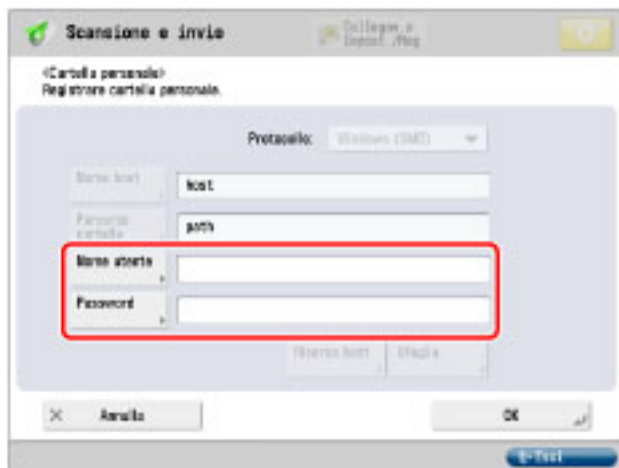 Scansione e invio
<Cartella personale>
Registrare cartella personale.
Protocollo: Windows (SMB)
Nome host
host
Percorso
cartella
path
Nome utente
Password
Sfoglia
Annulla
OK